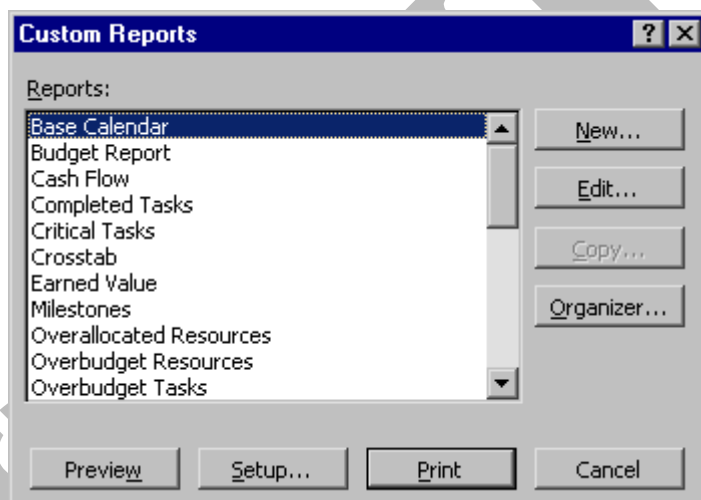 Custom Reports
Reports:
Base Calendar
Budget Report
Cash Flow
Completed Tasks
Critical Tasks
Crosstab
Earned Value
Milestones
Overallocated Resources
Overbudget Resources
Overbudget Tasks
New...
Edit...
Copy...
Organizer...
Preview
Setup...
Print
Cancel